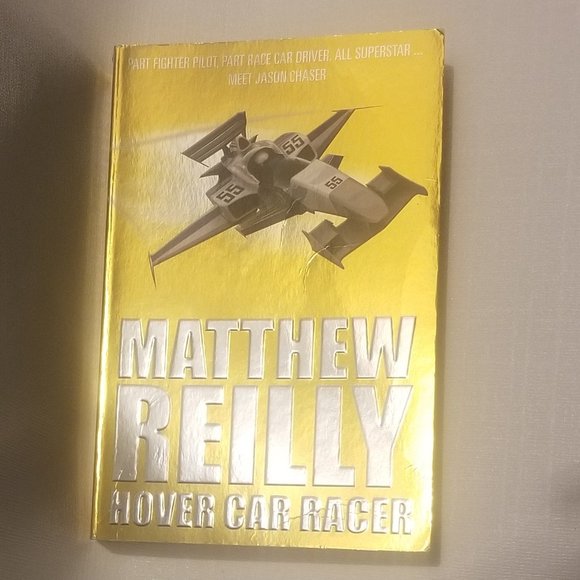 PART FIGHTER PILOT, PART RACE CAR DRIVER. ALL SUPERSTAR ...
MEET JASON CHASER
55
55
55
MATTHEW
REILLY
HOVER CAR RACER